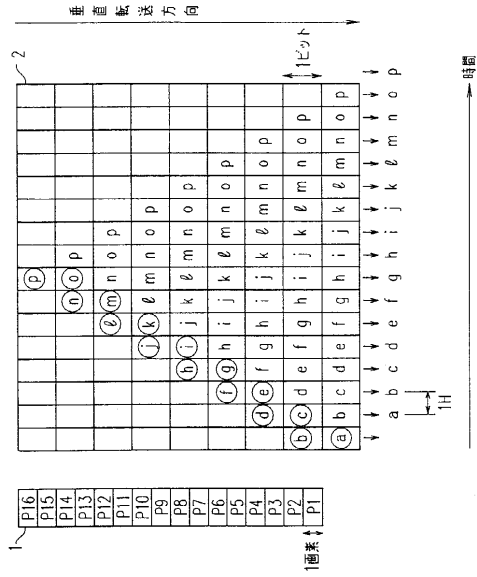 垂直転送方向
1
2
P16
P15
P14
P13
P12
P11
P10
P9
P8
P7
P6
P5
P4
P3
P2
P1
1画素
p
n o p
ℓ m n o p
j k ℓ m n o p
h i j k ℓ m n o p
f g h i j k ℓ m n o p
d e f g h i j k ℓ m n o p
b c d e f g h i j k ℓ m n o p
a b c d e f g h i j k ℓ m n o p
1ビット
a b c d e f g h i j k ℓ m n o p
1H
時間